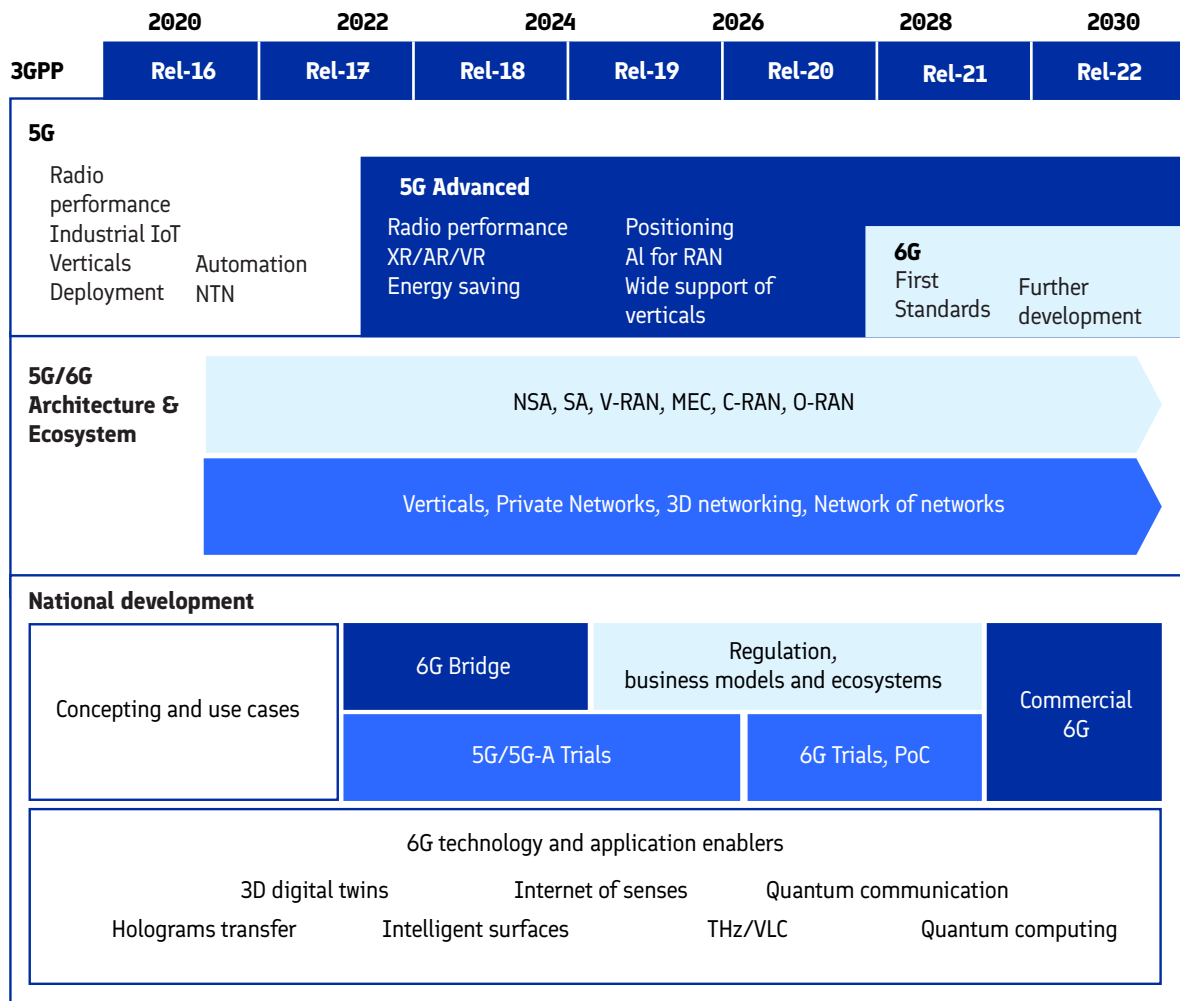 2020 2022 2024 2026 2028 2030
3GPP Rel-16 Rel-17 Rel-18 Rel-19 Rel-20 Rel-21 Rel-22
5G
Radio
performance
Industrial IoT
Verticals
Deployment
Automation
NTN
5G Advanced
Radio performance
XR/AR/VR
Energy saving
Positioning
AI for RAN
Wide support of
verticals
6G
First
Standards
Further
development
5G/6G
Architecture &
Ecosystem
NSA, SA, V-RAN, MEC, C-RAN, O-RAN
Verticals, Private Networks, 3D networking, Network of networks
National development
Concepting and use cases
6G Bridge
Regulation,
business models and ecosystems
5G/5G-A Trials
6G Trials, PoC
Commercial
6G
6G technology and application enablers
3D digital twins Internet of senses Quantum communication
Holograms transfer Intelligent surfaces THz/VLC Quantum computing